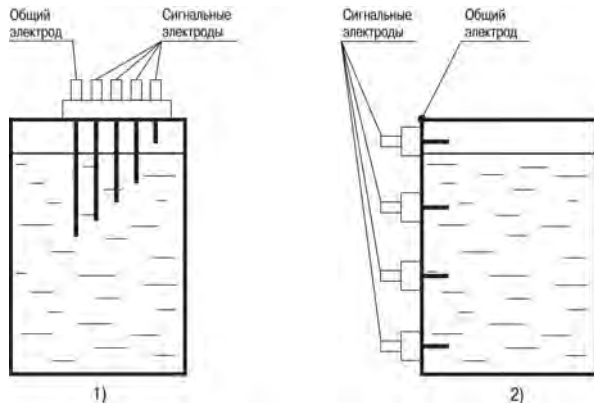 Общий
электрод
Сигнальные
электроды
1)
Сигнальные
электроды
Общий
электрод
2)